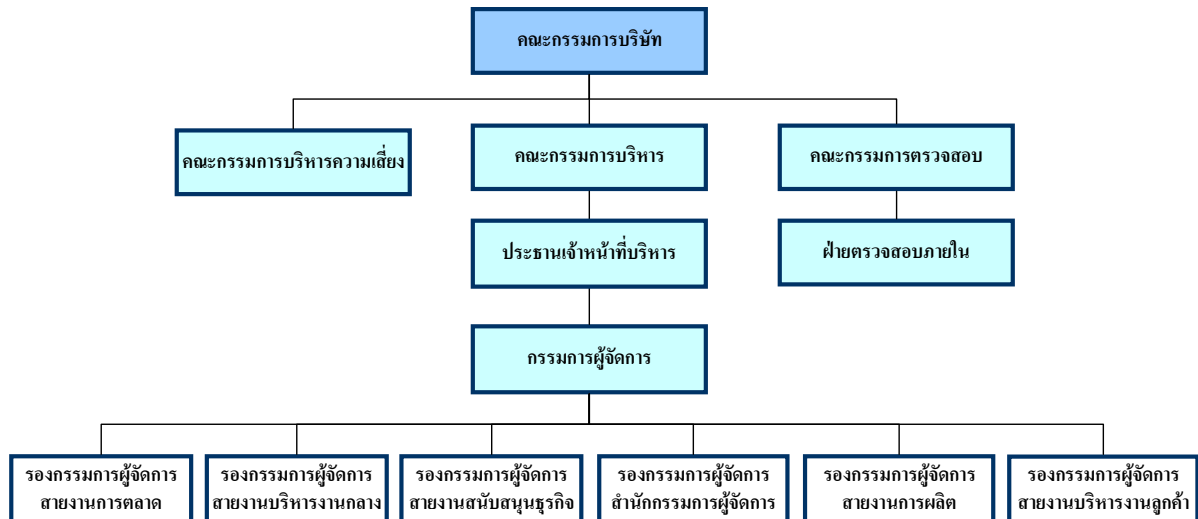 คณะกรรมการบริษัท
คณะกรรมการบริหารความเสี่ยง
คณะกรรมการบริหาร
คณะกรรมการตรวจสอบ
ประธานเจ้าหน้าที่บริหาร
ฝ่ายตรวจสอบภายใน
กรรมการผู้จัดการ
รองกรรมการผู้จัดการ
สายงานการตลาด
รองกรรมการผู้จัดการ
สายงานบริหารงานกลาง
รองกรรมการผู้จัดการ
สายงานสนับสนุนธุรกิจ
รองกรรมการผู้จัดการ
สำนักกรรมการผู้จัดการ
รองกรรมการผู้จัดการ
สายงานการผลิต
รองกรรมการผู้จัดการ
สายงานบริหารงานลูกค้า